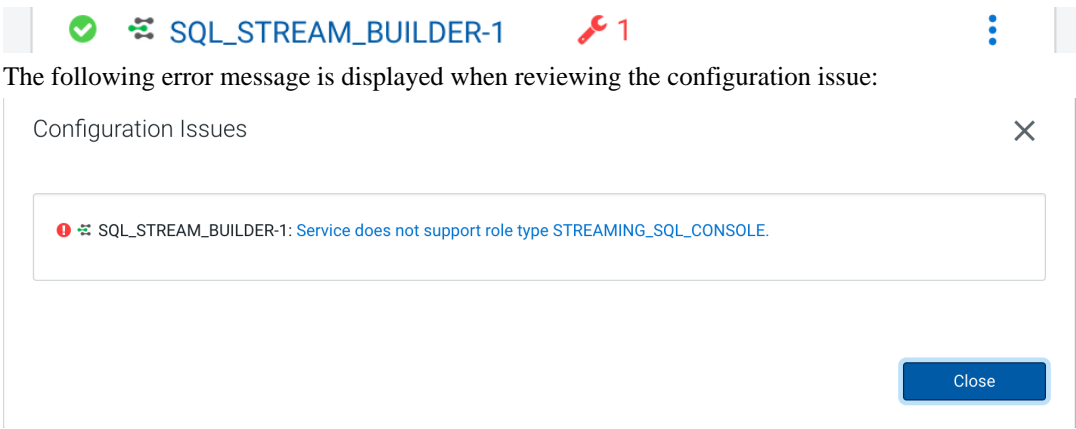 SQL_STREAM_BUILDER-1 1
The following error message is displayed when reviewing the configuration issue:
Configuration Issues
SQL_STREAM_BUILDER-1: Service does not support role type STREAMING_SQL_CONSOLE.
Close